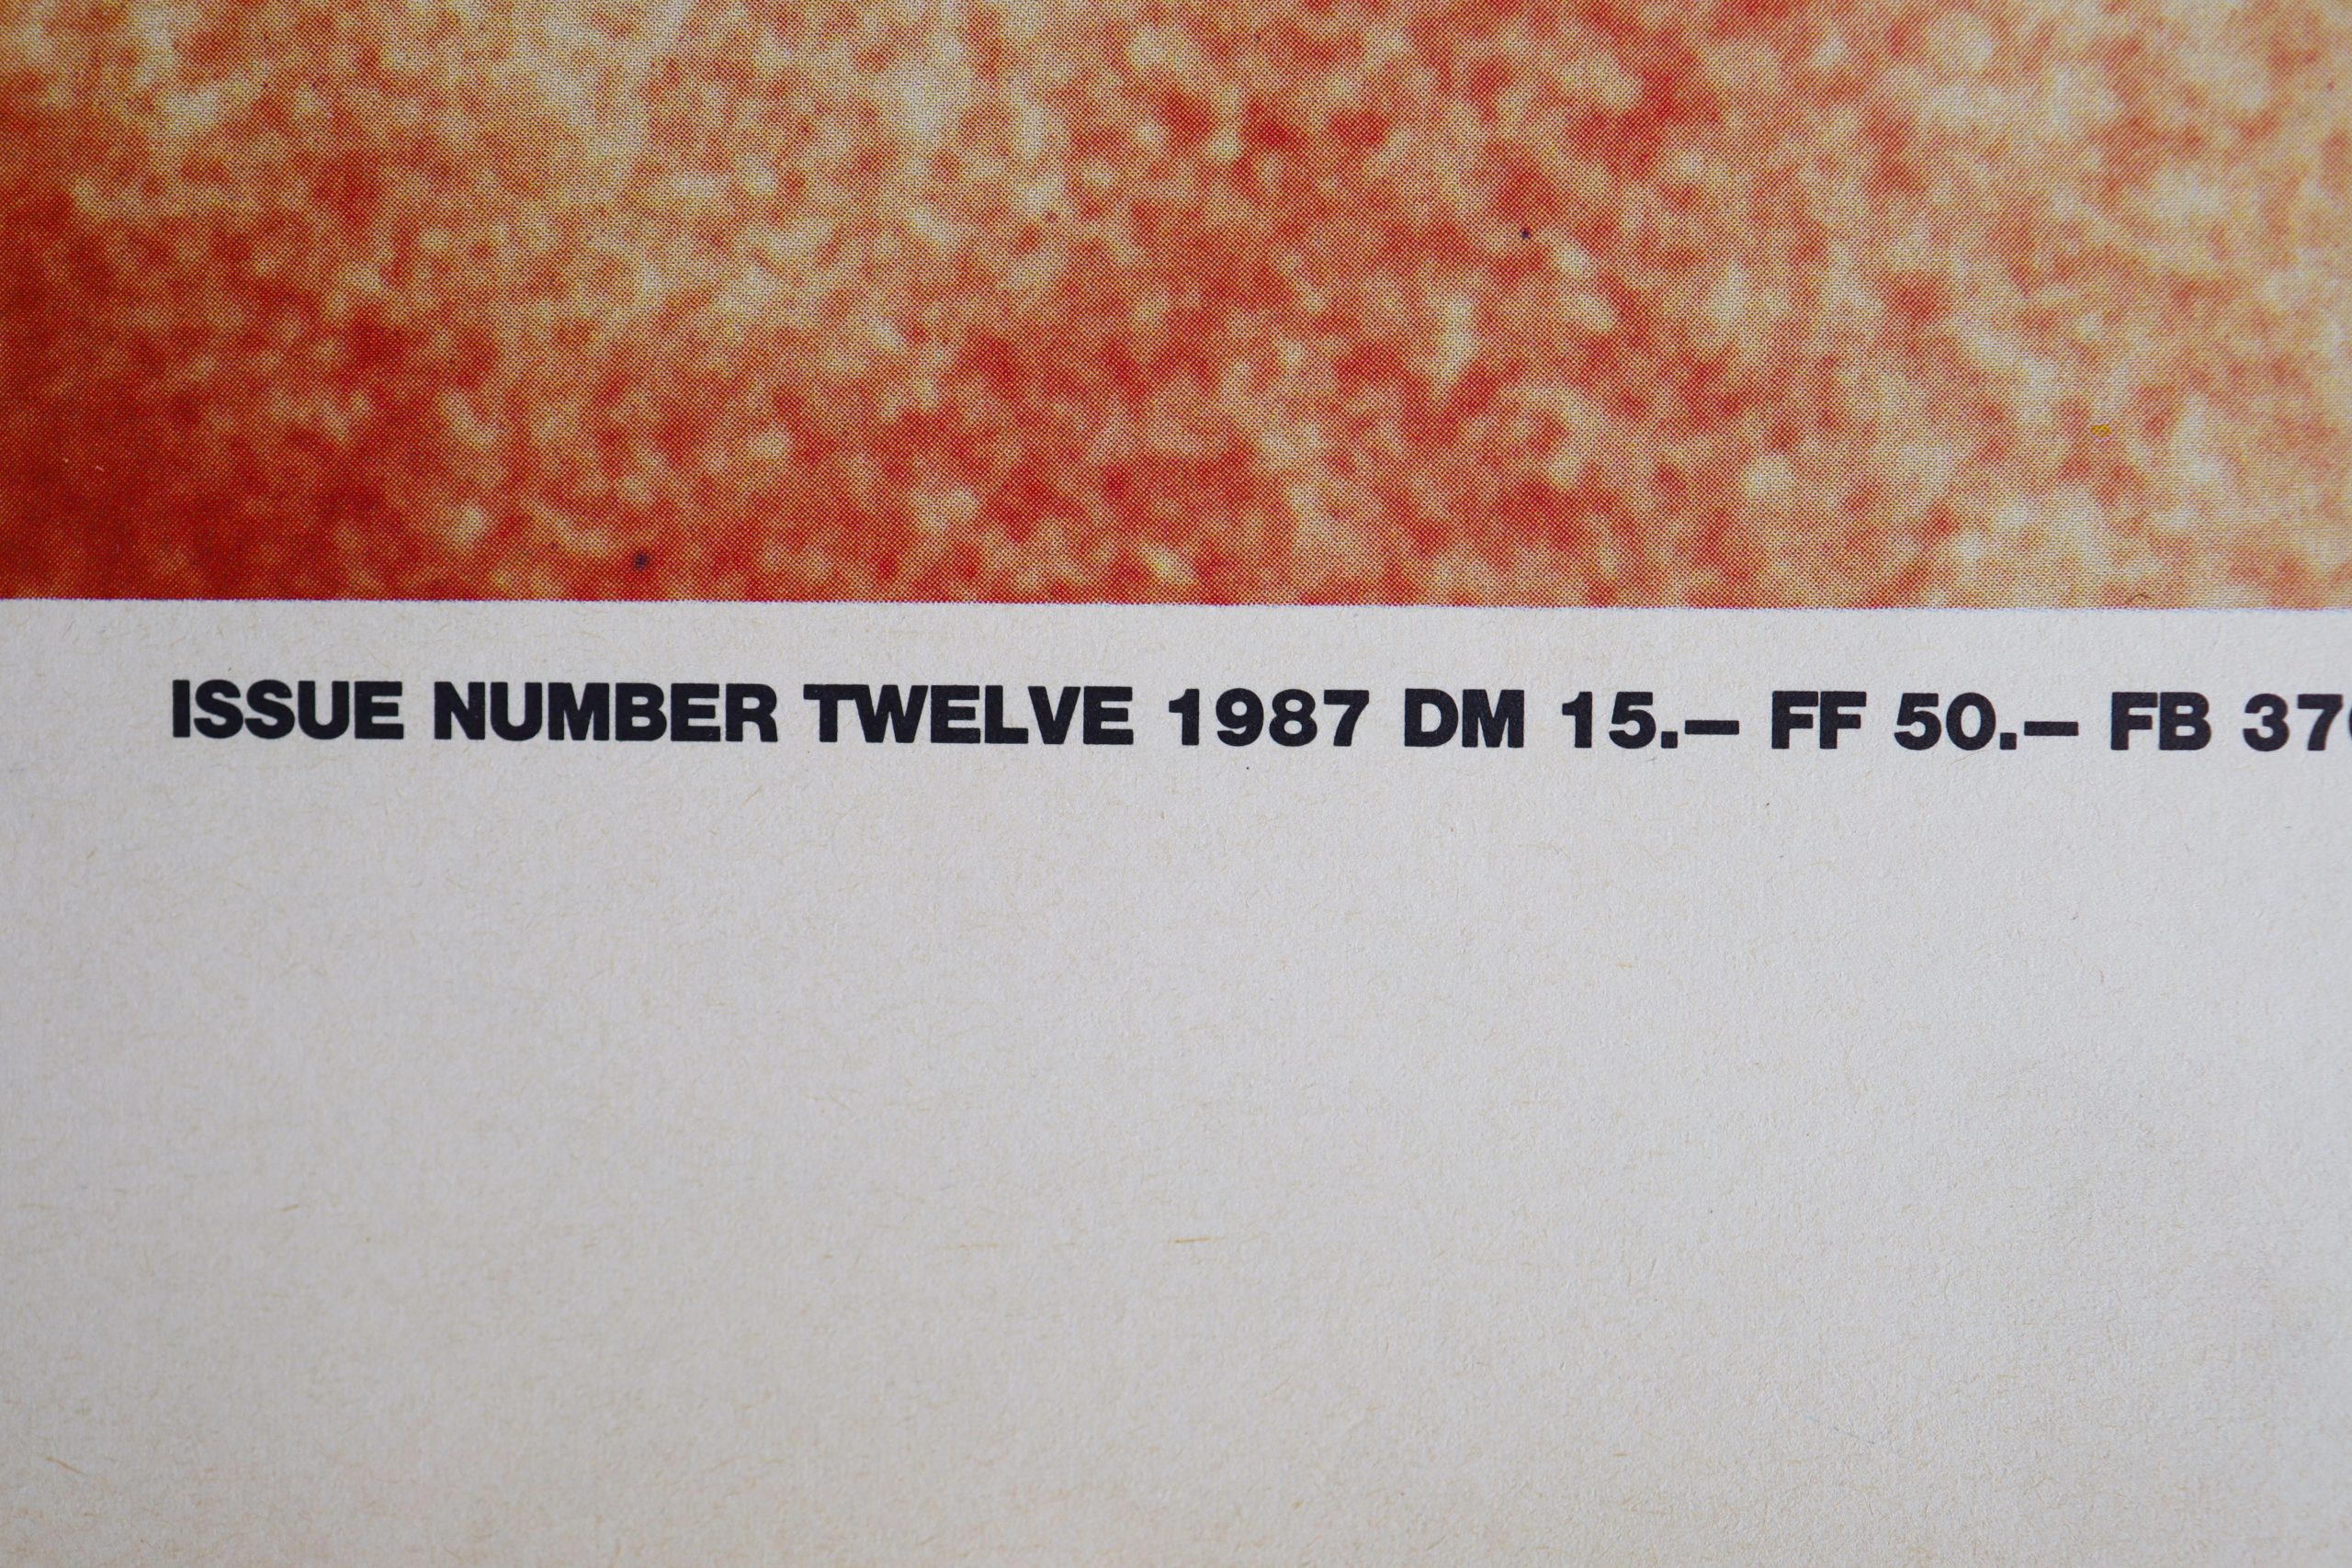 ISSUE NUMBER TWELVE 1987 DM 15.– FF 50.– FB